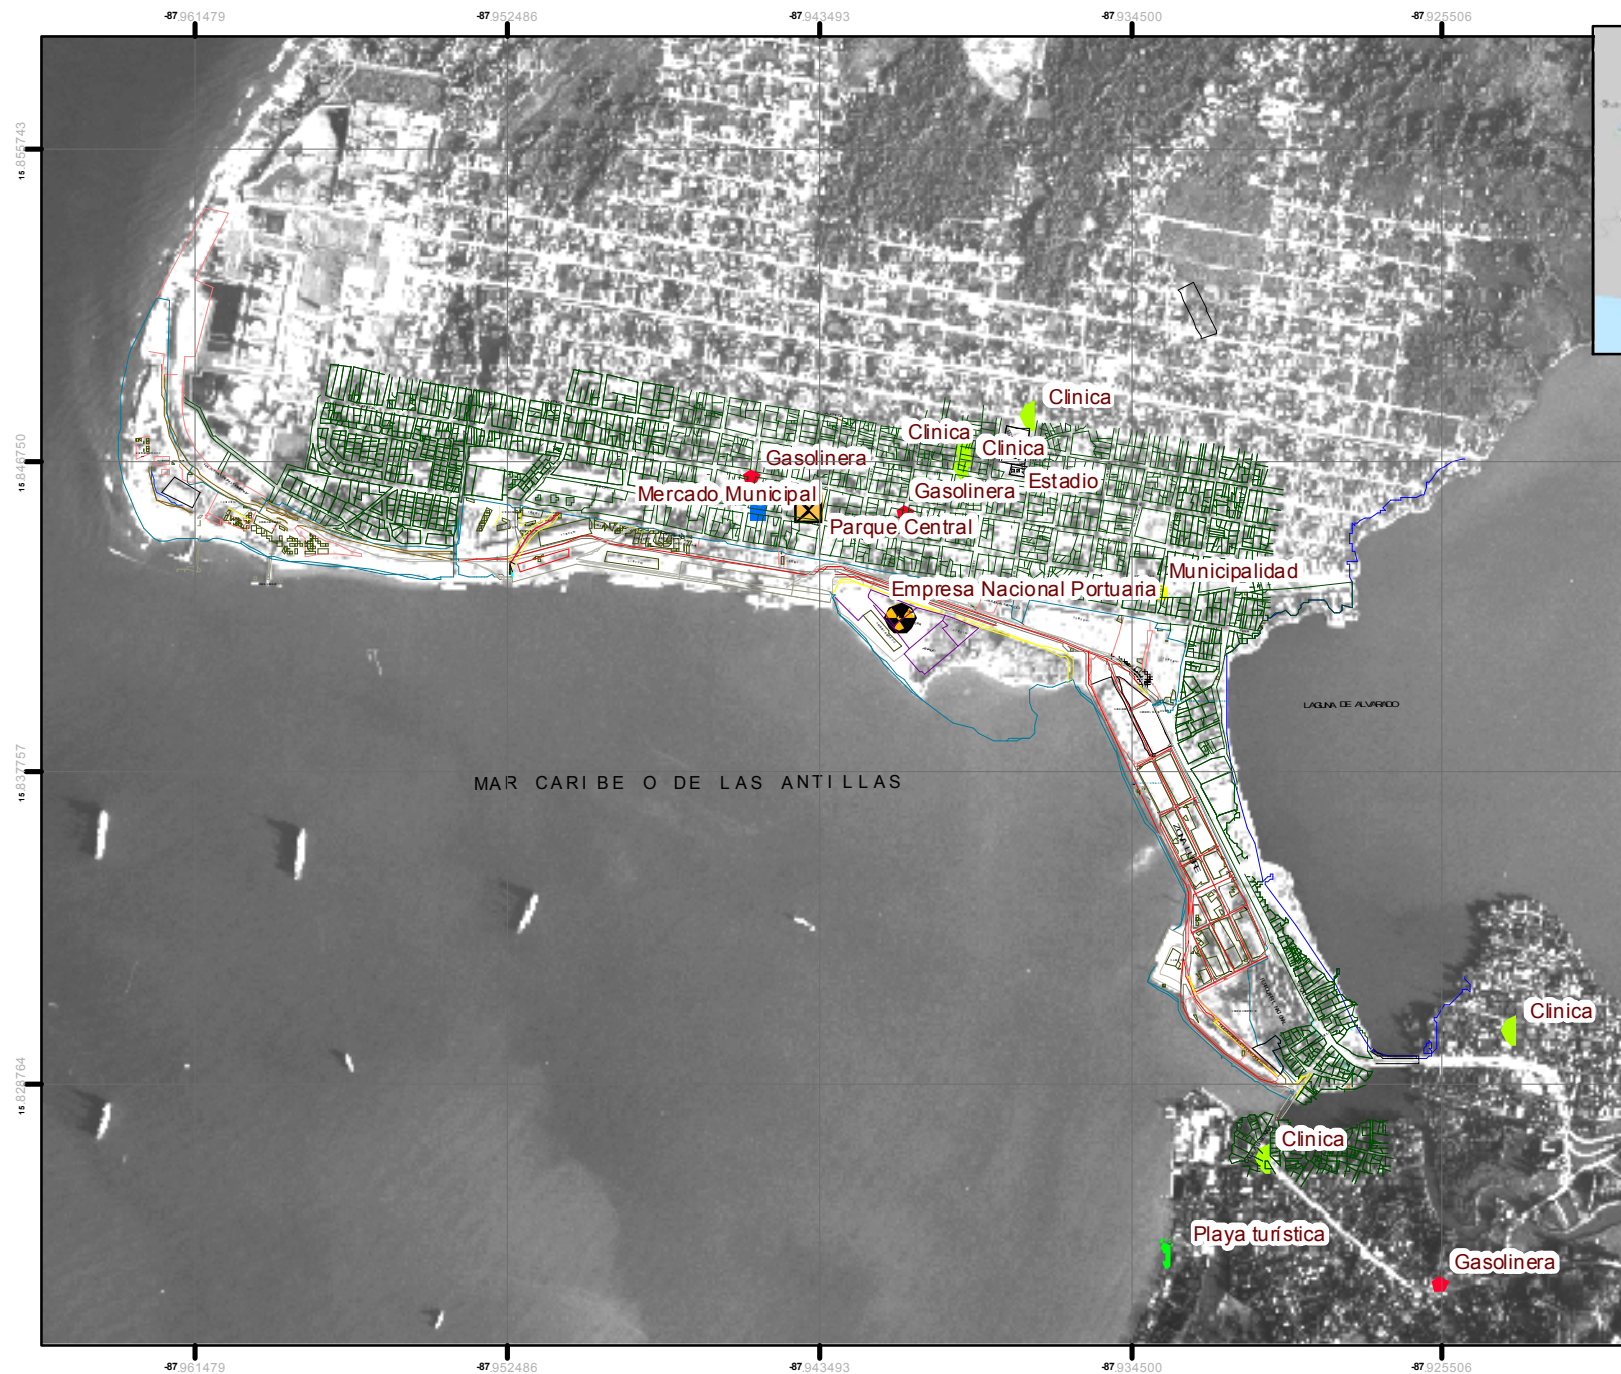 -87.961479
-87.952486
-87.943493
-87.934500
-87.925506
15.855743
Clinica
Clinica
Clinica
15.846750
Gasolinera
Estadio
Mercado Municipal
Gasolinera
Parque Central
Municipalidad
Empresa Nacional Portuaria
LAGUNA DE ALVARADO
15.837757
MAR CARIBE O DE LAS ANTILLAS
ZONA LIBRE
Clinica
15.828764
Clinica
Playa turística
Gasolinera
-87.961479
-87.952486
-87.943493
-87.934500
-87.925506